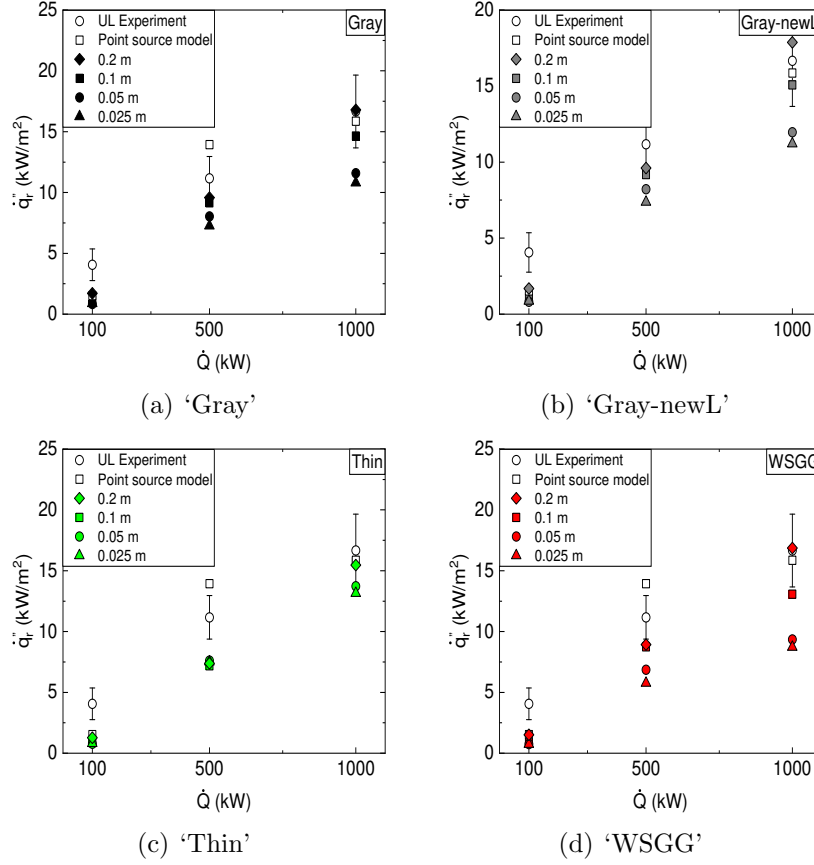 Gray
UL Experiment
Point source model
0.2 m
0.1 m
0.05 m
0.025 m
25
20
15
10
5
0
q̇"r (kW/m²)
100 500 1000
Q̇ (kW)
(a) ‘Gray’
Gray-newL
UL Experiment
Point source model
0.2 m
0.1 m
0.05 m
0.025 m
20
15
10
5
0
q̇"r (kW/m²)
100 500 1000
Q̇ (kW)
(b) ‘Gray-newL’
Thin
UL Experiment
Point source model
0.2 m
0.1 m
0.05 m
0.025 m
25
20
15
10
5
0
q̇"r (kW/m²)
100 500 1000
Q̇ (kW)
(c) ‘Thin’
WSGG
UL Experiment
Point source model
0.2 m
0.1 m
0.05 m
0.025 m
25
20
15
10
5
0
q̇"r (kW/m²)
100 500 1000
Q̇ (kW)
(d) ‘WSGG’